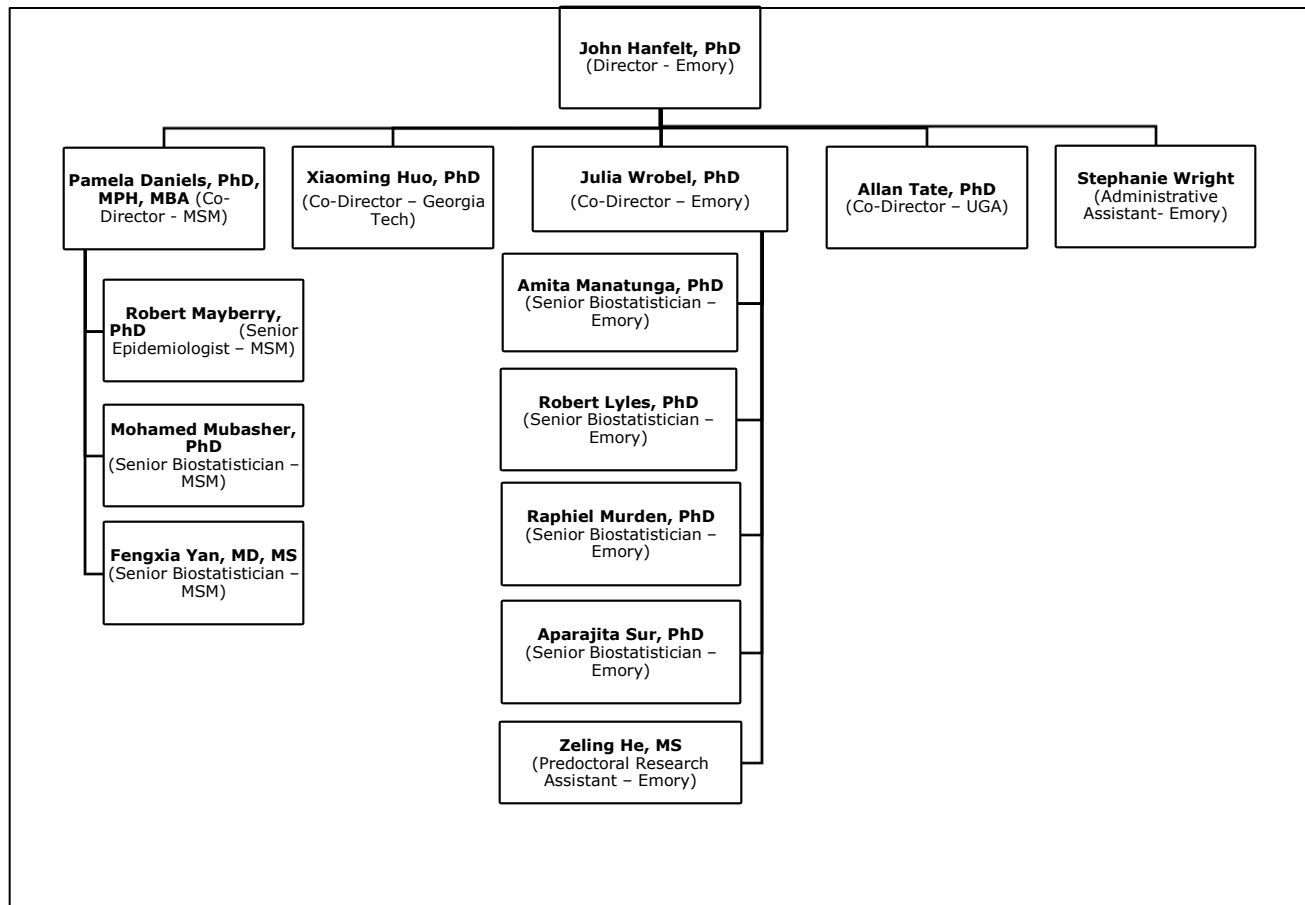 John Hanfelt, PhD
(Director - Emory)
Pamela Daniels, PhD,
MPH, MBA (Co-
Director - MSM)
Xiaoming Huo, PhD
(Co-Director – Georgia
Tech)
Julia Wrobel, PhD
(Co-Director – Emory)
Allan Tate, PhD
(Co-Director – UGA)
Stephanie Wright
(Administrative
Assistant- Emory)
Robert Mayberry,
PhD (Senior
Epidemiologist – MSM)
Mohamed Mubasher,
PhD
(Senior Biostatistician –
MSM)
Fengxia Yan, MD, MS
(Senior Biostatistician –
MSM)
Amita Manatunga, PhD
(Senior Biostatistician –
Emory)
Robert Lyles, PhD
(Senior Biostatistician –
Emory)
Raphiel Murden, PhD
(Senior Biostatistician –
Emory)
Aparajita Sur, PhD
(Senior Biostatistician –
Emory)
Zeling He, MS
(Predoctoral Research
Assistant – Emory)